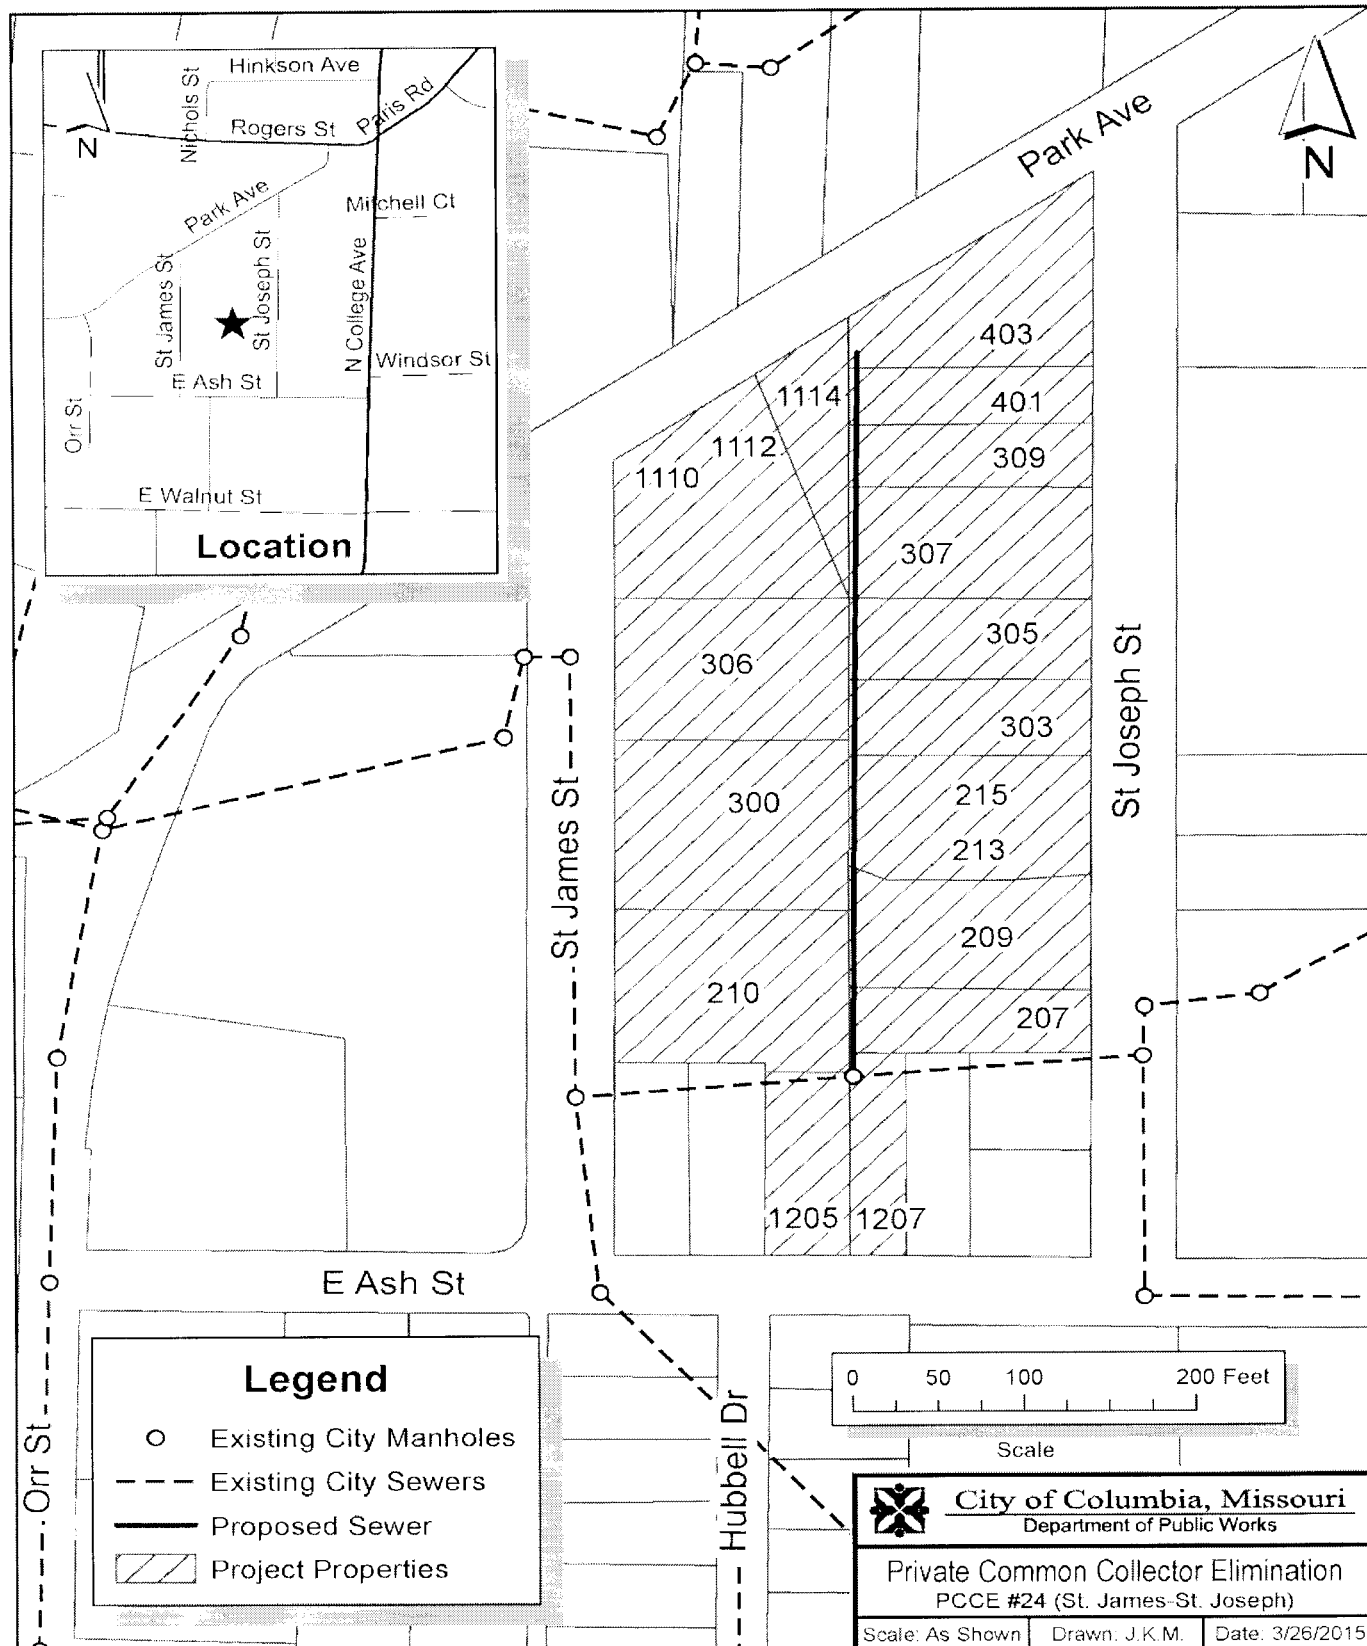 Hinkson Ave
Nichols St
Rogers St
Paris Rd
N
Park Ave
Mitchell Ct
St James St
St Joseph St
N College Ave
Windsor St
E Ash St
Orr St
E Walnut St
Location
Park Ave
N
403
1114
401
1112
309
1110
307
305
306
303
St Joseph St
300
215
213
St James St
209
210
207
1205
1207
E Ash St
Orr St
Hubbell Dr
Legend
Existing City Manholes
Existing City Sewers
Proposed Sewer
Project Properties
0 50 100 200 Feet
Scale
City of Columbia, Missouri
Department of Public Works
Private Common Collector Elimination
PCCE #24 (St. James-St. Joseph)
Scale: As Shown Drawn: J.K.M. Date: 3/26/2015